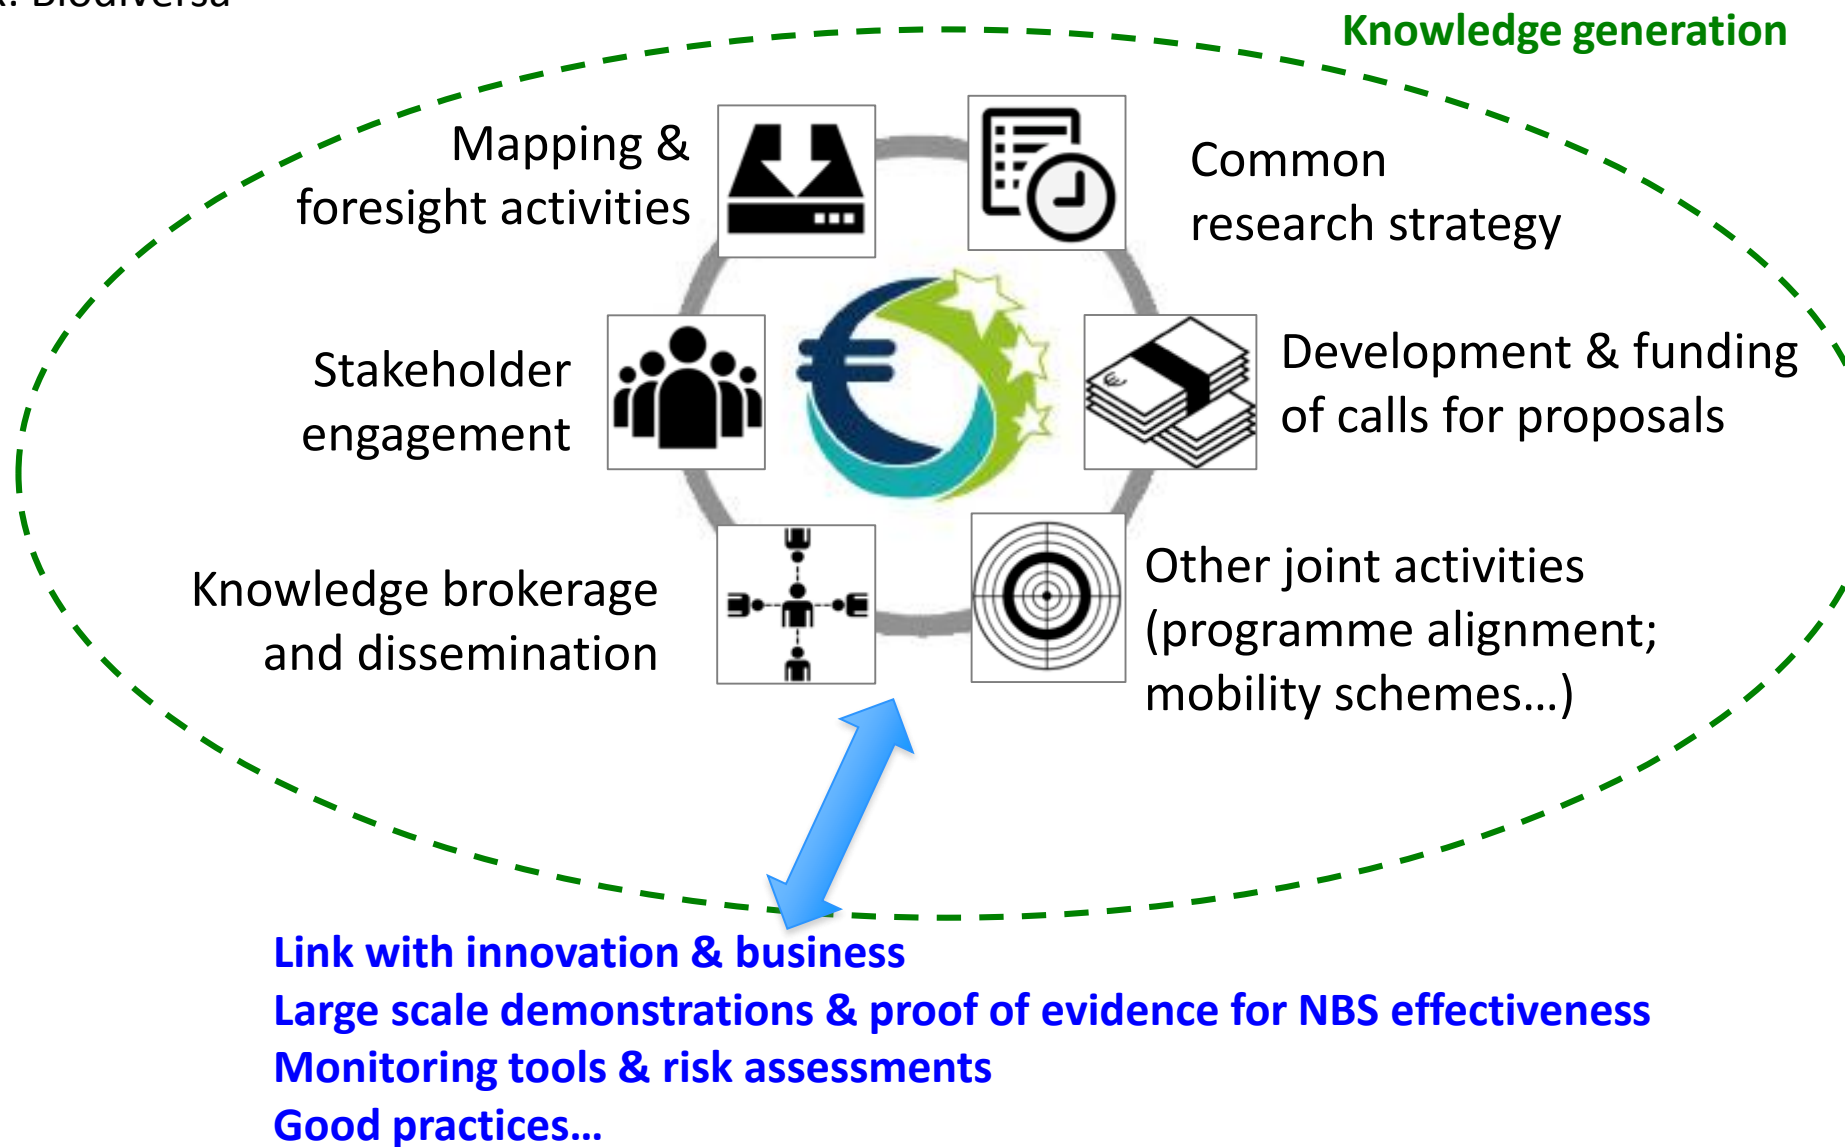 Biodiversa
Knowledge generation
Mapping &
foresight activities
Common
research strategy
Stakeholder
engagement
Development & funding
of calls for proposals
Knowledge brokerage
and dissemination
Other joint activities
(programme alignment;
mobility schemes...)
Link with innovation & business
Large scale demonstrations & proof of evidence for NBS effectiveness
Monitoring tools & risk assessments
Good practices...